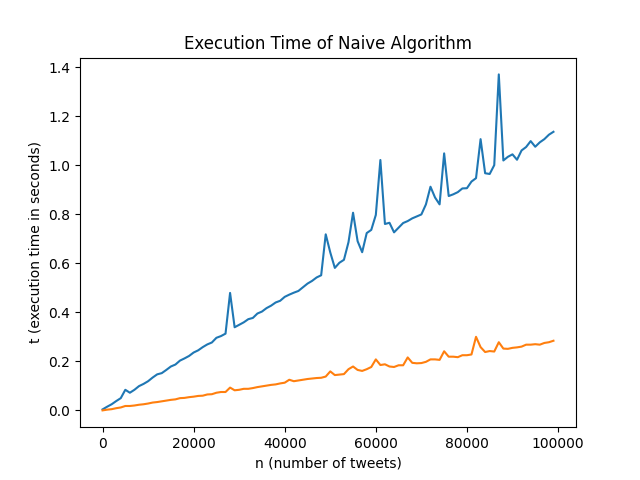 Execution Time of Naive Algorithm
t (execution time in seconds)
1.4
1.2
1.0
0.8
0.6
0.4
0.2
0.0
0 20000 40000 60000 80000 100000
n (number of tweets)